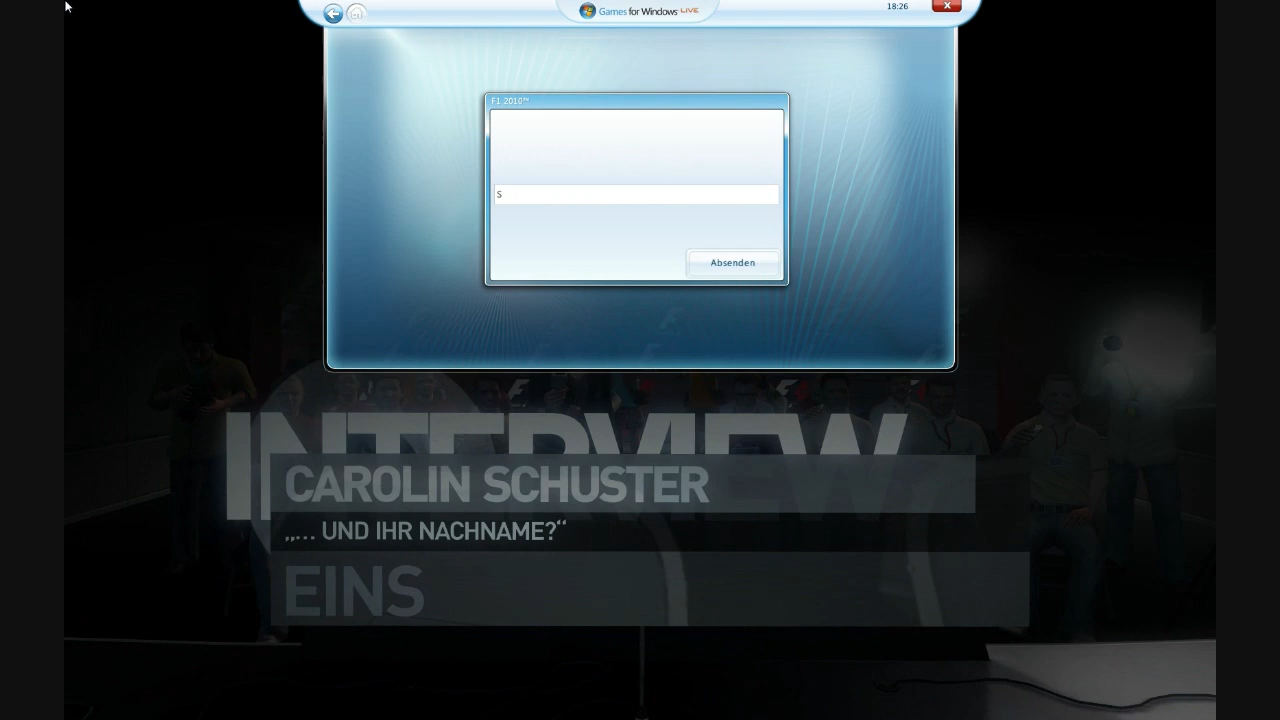 Games for Windows LIVE
18:26
F1 2010™
S
Absenden
INTERVIEW
CAROLIN SCHUSTER
„... UND IHR NACHNAME?“
EINS